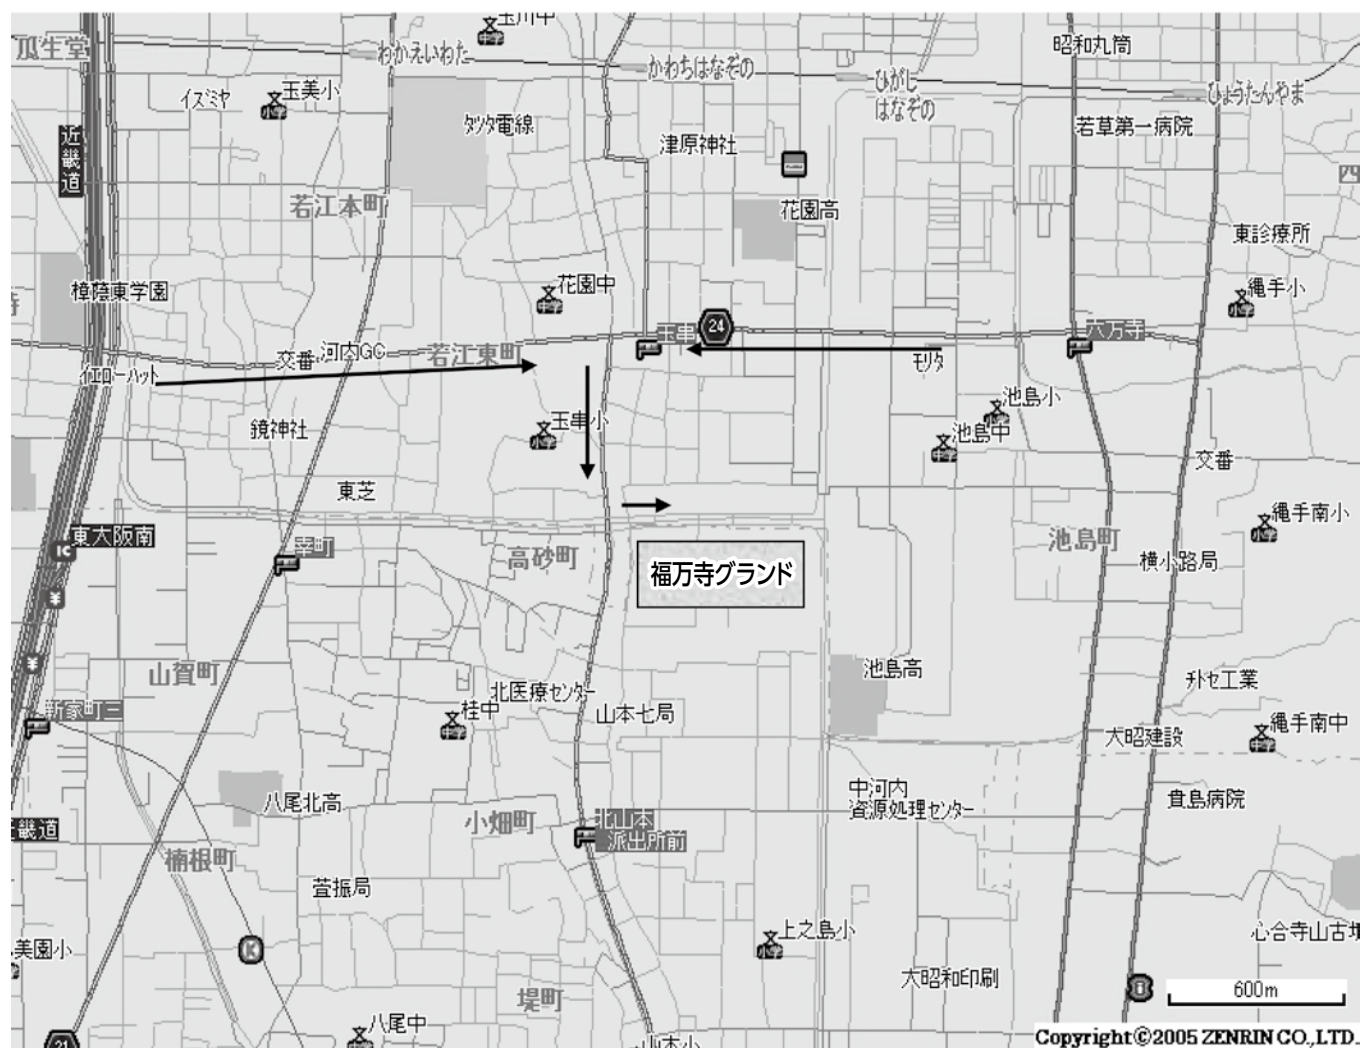 玉川中
瓜生堂
わかえいわた
かわちはなぞの
ひがし
はなぞの
ひょうたんやま
昭和丸筒
イズミヤ
玉美小
タツタ電線
若草第一病院
近畿道
津原神社
四
若江本町
花園高
東診療所
樟蔭東学園
花園中
縄手小
24
玉串
六万寺
交番
河内GC
若江東町
イエローハット
モリタ
鏡神社
玉串小
池島小
池島中
交番
東芝
縄手南小
東大阪南
IC
幸町
高砂町
池島町
横小路局
福万寺グランド
¥
¥
山賀町
池島高
北医療センター
チトセ工業
新家町三
桂中
山本七局
縄手南中
大昭建設
中河内
資源処理センター
貴島病院
八尾北高
小畑町
北山本
派出所前
近畿道
楠根町
萱振局
美園小
K
上之島小
心合寺山古墳
大昭和印刷
堤町
600m
21
八尾中
山本小
Copyright©2005 ZENRIN CO.,LTD.